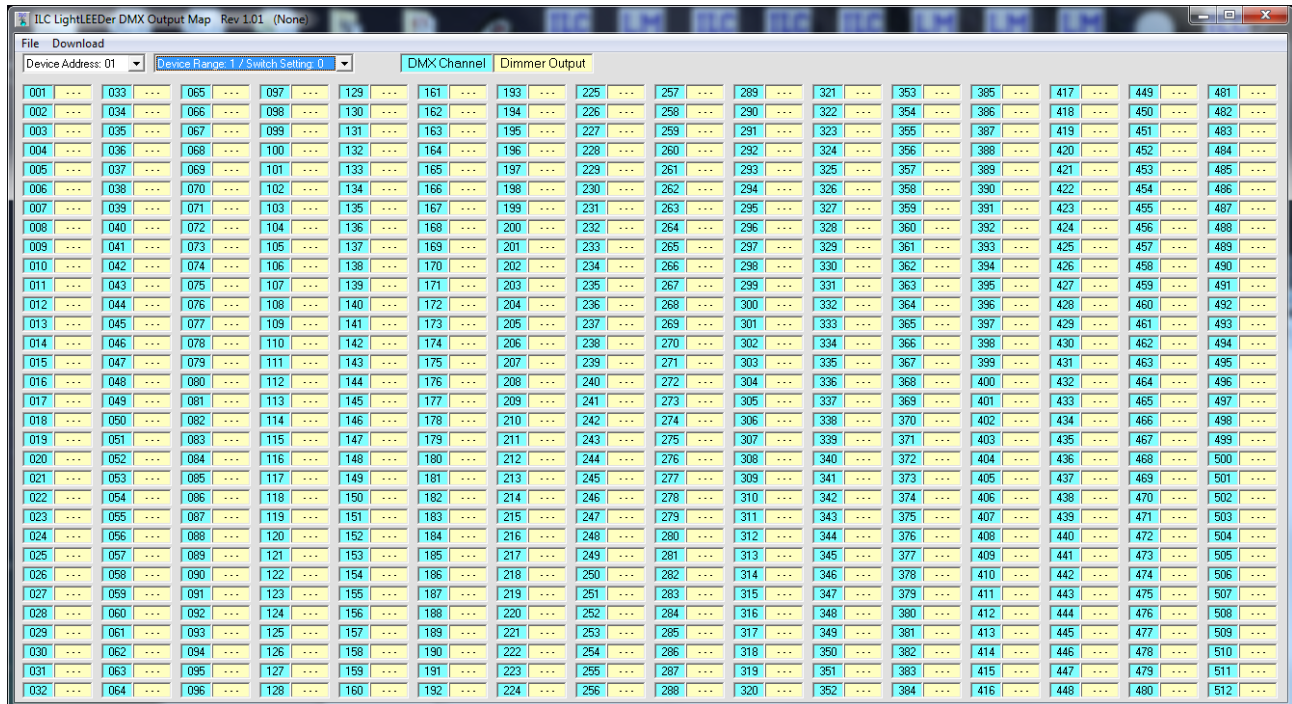 ILC LightLEEDer DMX Output Map Rev 1.01 (None)
File Download
Device Address: 01 Device Range: 1 / Switch Setting: 0 DMX Channel Dimmer Output
001 --- 033 --- 065 --- 097 --- 129 --- 161 --- 193 --- 225 --- 257 --- 289 --- 321 --- 353 --- 385 --- 417 --- 449 --- 481 ---
002 --- 034 --- 066 --- 098 --- 130 --- 162 --- 194 --- 226 --- 258 --- 290 --- 322 --- 354 --- 386 --- 418 --- 450 --- 482 ---
003 --- 035 --- 067 --- 099 --- 131 --- 163 --- 195 --- 227 --- 259 --- 291 --- 323 --- 355 --- 387 --- 419 --- 451 --- 483 ---
004 --- 036 --- 068 --- 100 --- 132 --- 164 --- 196 --- 228 --- 260 --- 292 --- 324 --- 356 --- 388 --- 420 --- 452 --- 484 ---
005 --- 037 --- 069 --- 101 --- 133 --- 165 --- 197 --- 229 --- 261 --- 293 --- 325 --- 357 --- 389 --- 421 --- 453 --- 485 ---
006 --- 038 --- 070 --- 102 --- 134 --- 166 --- 198 --- 230 --- 262 --- 294 --- 326 --- 358 --- 390 --- 422 --- 454 --- 486 ---
007 --- 039 --- 071 --- 103 --- 135 --- 167 --- 199 --- 231 --- 263 --- 295 --- 327 --- 359 --- 391 --- 423 --- 455 --- 487 ---
008 --- 040 --- 072 --- 104 --- 136 --- 168 --- 200 --- 232 --- 264 --- 296 --- 328 --- 360 --- 392 --- 424 --- 456 --- 488 ---
009 --- 041 --- 073 --- 105 --- 137 --- 169 --- 201 --- 233 --- 265 --- 297 --- 329 --- 361 --- 393 --- 425 --- 457 --- 489 ---
010 --- 042 --- 074 --- 106 --- 138 --- 170 --- 202 --- 234 --- 266 --- 298 --- 330 --- 362 --- 394 --- 426 --- 458 --- 490 ---
011 --- 043 --- 075 --- 107 --- 139 --- 171 --- 203 --- 235 --- 267 --- 299 --- 331 --- 363 --- 395 --- 427 --- 459 --- 491 ---
012 --- 044 --- 076 --- 108 --- 140 --- 172 --- 204 --- 236 --- 268 --- 300 --- 332 --- 364 --- 396 --- 428 --- 460 --- 492 ---
013 --- 045 --- 077 --- 109 --- 141 --- 173 --- 205 --- 237 --- 269 --- 301 --- 333 --- 365 --- 397 --- 429 --- 461 --- 493 ---
014 --- 046 --- 078 --- 110 --- 142 --- 174 --- 206 --- 238 --- 270 --- 302 --- 334 --- 366 --- 398 --- 430 --- 462 --- 494 ---
015 --- 047 --- 079 --- 111 --- 143 --- 175 --- 207 --- 239 --- 271 --- 303 --- 335 --- 367 --- 399 --- 431 --- 463 --- 495 ---
016 --- 048 --- 080 --- 112 --- 144 --- 176 --- 208 --- 240 --- 272 --- 304 --- 336 --- 368 --- 400 --- 432 --- 464 --- 496 ---
017 --- 049 --- 081 --- 113 --- 145 --- 177 --- 209 --- 241 --- 273 --- 305 --- 337 --- 369 --- 401 --- 433 --- 465 --- 497 ---
018 --- 050 --- 082 --- 114 --- 146 --- 178 --- 210 --- 242 --- 274 --- 306 --- 338 --- 370 --- 402 --- 434 --- 466 --- 498 ---
019 --- 051 --- 083 --- 115 --- 147 --- 179 --- 211 --- 243 --- 275 --- 307 --- 339 --- 371 --- 403 --- 435 --- 467 --- 499 ---
020 --- 052 --- 084 --- 116 --- 148 --- 180 --- 212 --- 244 --- 276 --- 308 --- 340 --- 372 --- 404 --- 436 --- 468 --- 500 ---
021 --- 053 --- 085 --- 117 --- 149 --- 181 --- 213 --- 245 --- 277 --- 309 --- 341 --- 373 --- 405 --- 437 --- 469 --- 501 ---
022 --- 054 --- 086 --- 118 --- 150 --- 182 --- 214 --- 246 --- 278 --- 310 --- 342 --- 374 --- 406 --- 438 --- 470 --- 502 ---
023 --- 055 --- 087 --- 119 --- 151 --- 183 --- 215 --- 247 --- 279 --- 311 --- 343 --- 375 --- 407 --- 439 --- 471 --- 503 ---
024 --- 056 --- 088 --- 120 --- 152 --- 184 --- 216 --- 248 --- 280 --- 312 --- 344 --- 376 --- 408 --- 440 --- 472 --- 504 ---
025 --- 057 --- 089 --- 121 --- 153 --- 185 --- 217 --- 249 --- 281 --- 313 --- 345 --- 377 --- 409 --- 441 --- 473 --- 505 ---
026 --- 058 --- 090 --- 122 --- 154 --- 186 --- 218 --- 250 --- 282 --- 314 --- 346 --- 378 --- 410 --- 442 --- 474 --- 506 ---
027 --- 059 --- 091 --- 123 --- 155 --- 187 --- 219 --- 251 --- 283 --- 315 --- 347 --- 379 --- 411 --- 443 --- 475 --- 507 ---
028 --- 060 --- 092 --- 124 --- 156 --- 188 --- 220 --- 252 --- 284 --- 316 --- 348 --- 380 --- 412 --- 444 --- 476 --- 508 ---
029 --- 061 --- 093 --- 125 --- 157 --- 189 --- 221 --- 253 --- 285 --- 317 --- 349 --- 381 --- 413 --- 445 --- 477 --- 509 ---
030 --- 062 --- 094 --- 126 --- 158 --- 190 --- 222 --- 254 --- 286 --- 318 --- 350 --- 382 --- 414 --- 446 --- 478 --- 510 ---
031 --- 063 --- 095 --- 127 --- 159 --- 191 --- 223 --- 255 --- 287 --- 319 --- 351 --- 383 --- 415 --- 447 --- 479 --- 511 ---
032 --- 064 --- 096 --- 128 --- 160 --- 192 --- 224 --- 256 --- 288 --- 320 --- 352 --- 384 --- 416 --- 448 --- 480 --- 512 ---